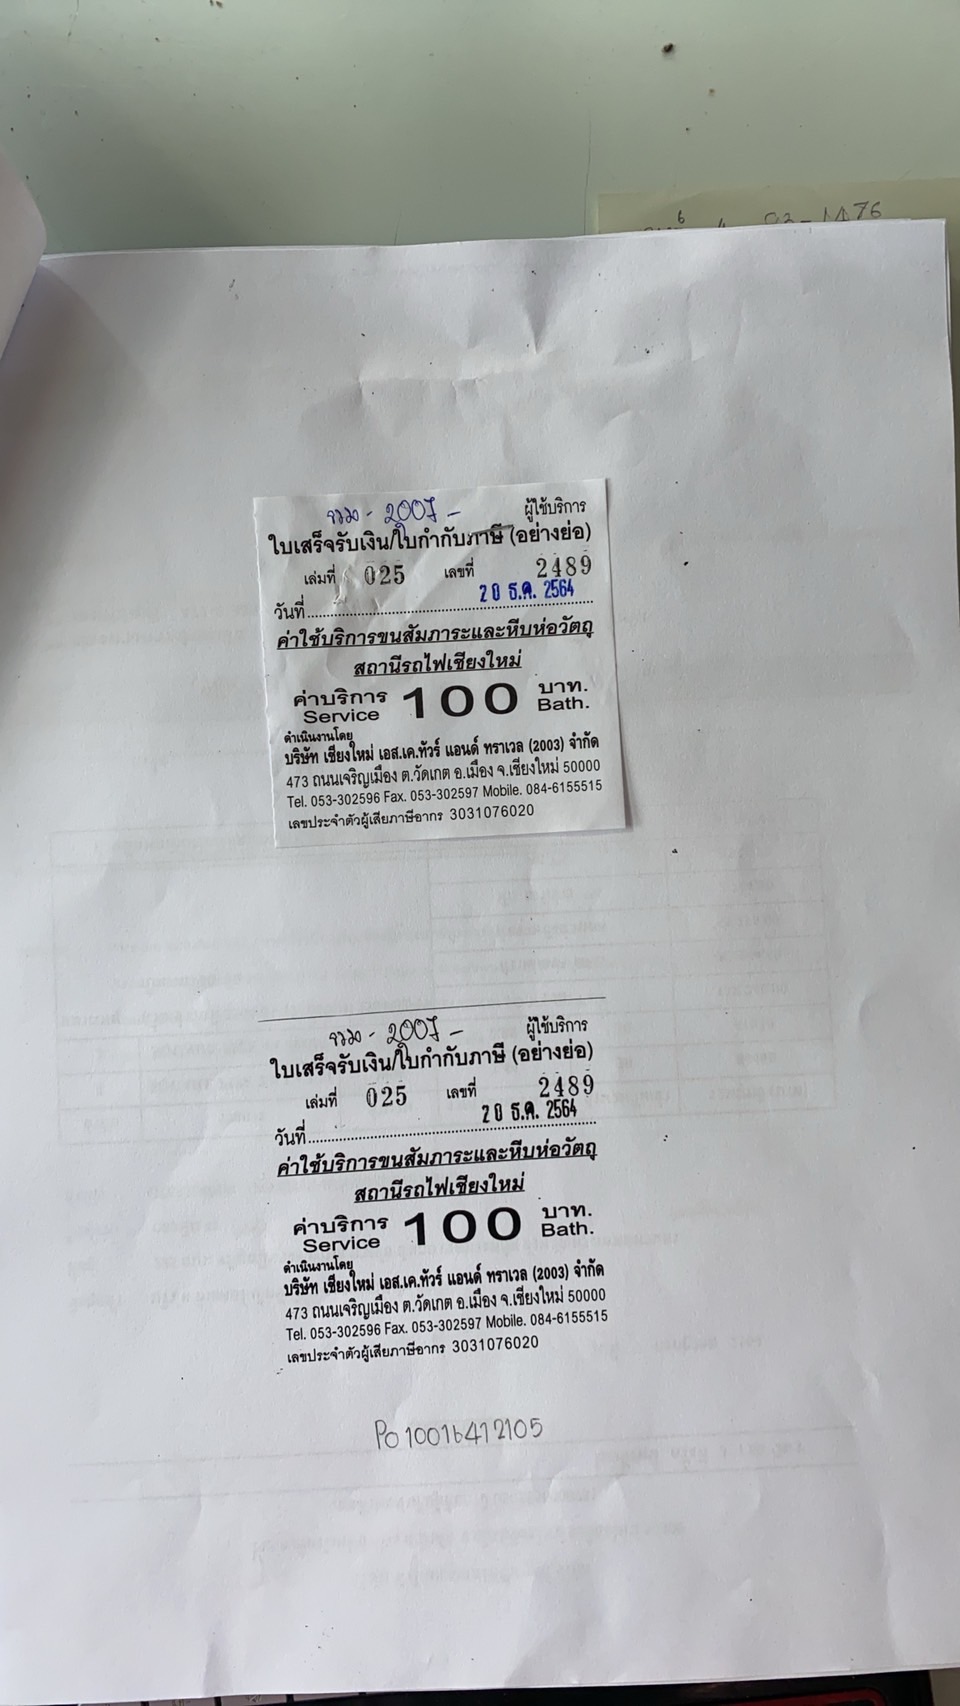 93-1476
ขวด - 200 ใ -
ผู้ใช้บริการ
ใบเสร็จรับเงิน/ใบกำกับภาษี (อย่างย่อ)
เล่มที่ 025 เลขที่ 2489
20 ธ.ค. 2564
วันที่
ค่าใช้บริการขนสัมภาระและหีบห่อวัตถุ
สถานีรถไฟเชียงใหม่
ค่าบริการ 100 บาท.
Service Bath.
ดำเนินงานโดย
บริษัท เชียงใหม่ เอส.เค.ทัวร์ แอนด์ ทราเวล (2003) จำกัด
473 ถนนเจริญเมือง ต.วัดเกต อ.เมือง จ.เชียงใหม่ 50000
Tel. 053-302596 Fax. 053-302597 Mobile. 084-6155515
เลขประจำตัวผู้เสียภาษีอากร 3031076020
ขวด - 200 ใ -
ผู้ใช้บริการ
ใบเสร็จรับเงิน/ใบกำกับภาษี (อย่างย่อ)
เล่มที่ 025 เลขที่ 2489
20 ธ.ค. 2564
วันที่
ค่าใช้บริการขนสัมภาระและหีบห่อวัตถุ
สถานีรถไฟเชียงใหม่
ค่าบริการ 100 บาท.
Service Bath.
ดำเนินงานโดย
บริษัท เชียงใหม่ เอส.เค.ทัวร์ แอนด์ ทราเวล (2003) จำกัด
473 ถนนเจริญเมือง ต.วัดเกต อ.เมือง จ.เชียงใหม่ 50000
Tel. 053-302596 Fax. 053-302597 Mobile. 084-6155515
เลขประจำตัวผู้เสียภาษีอากร 3031076020
PO10016412105